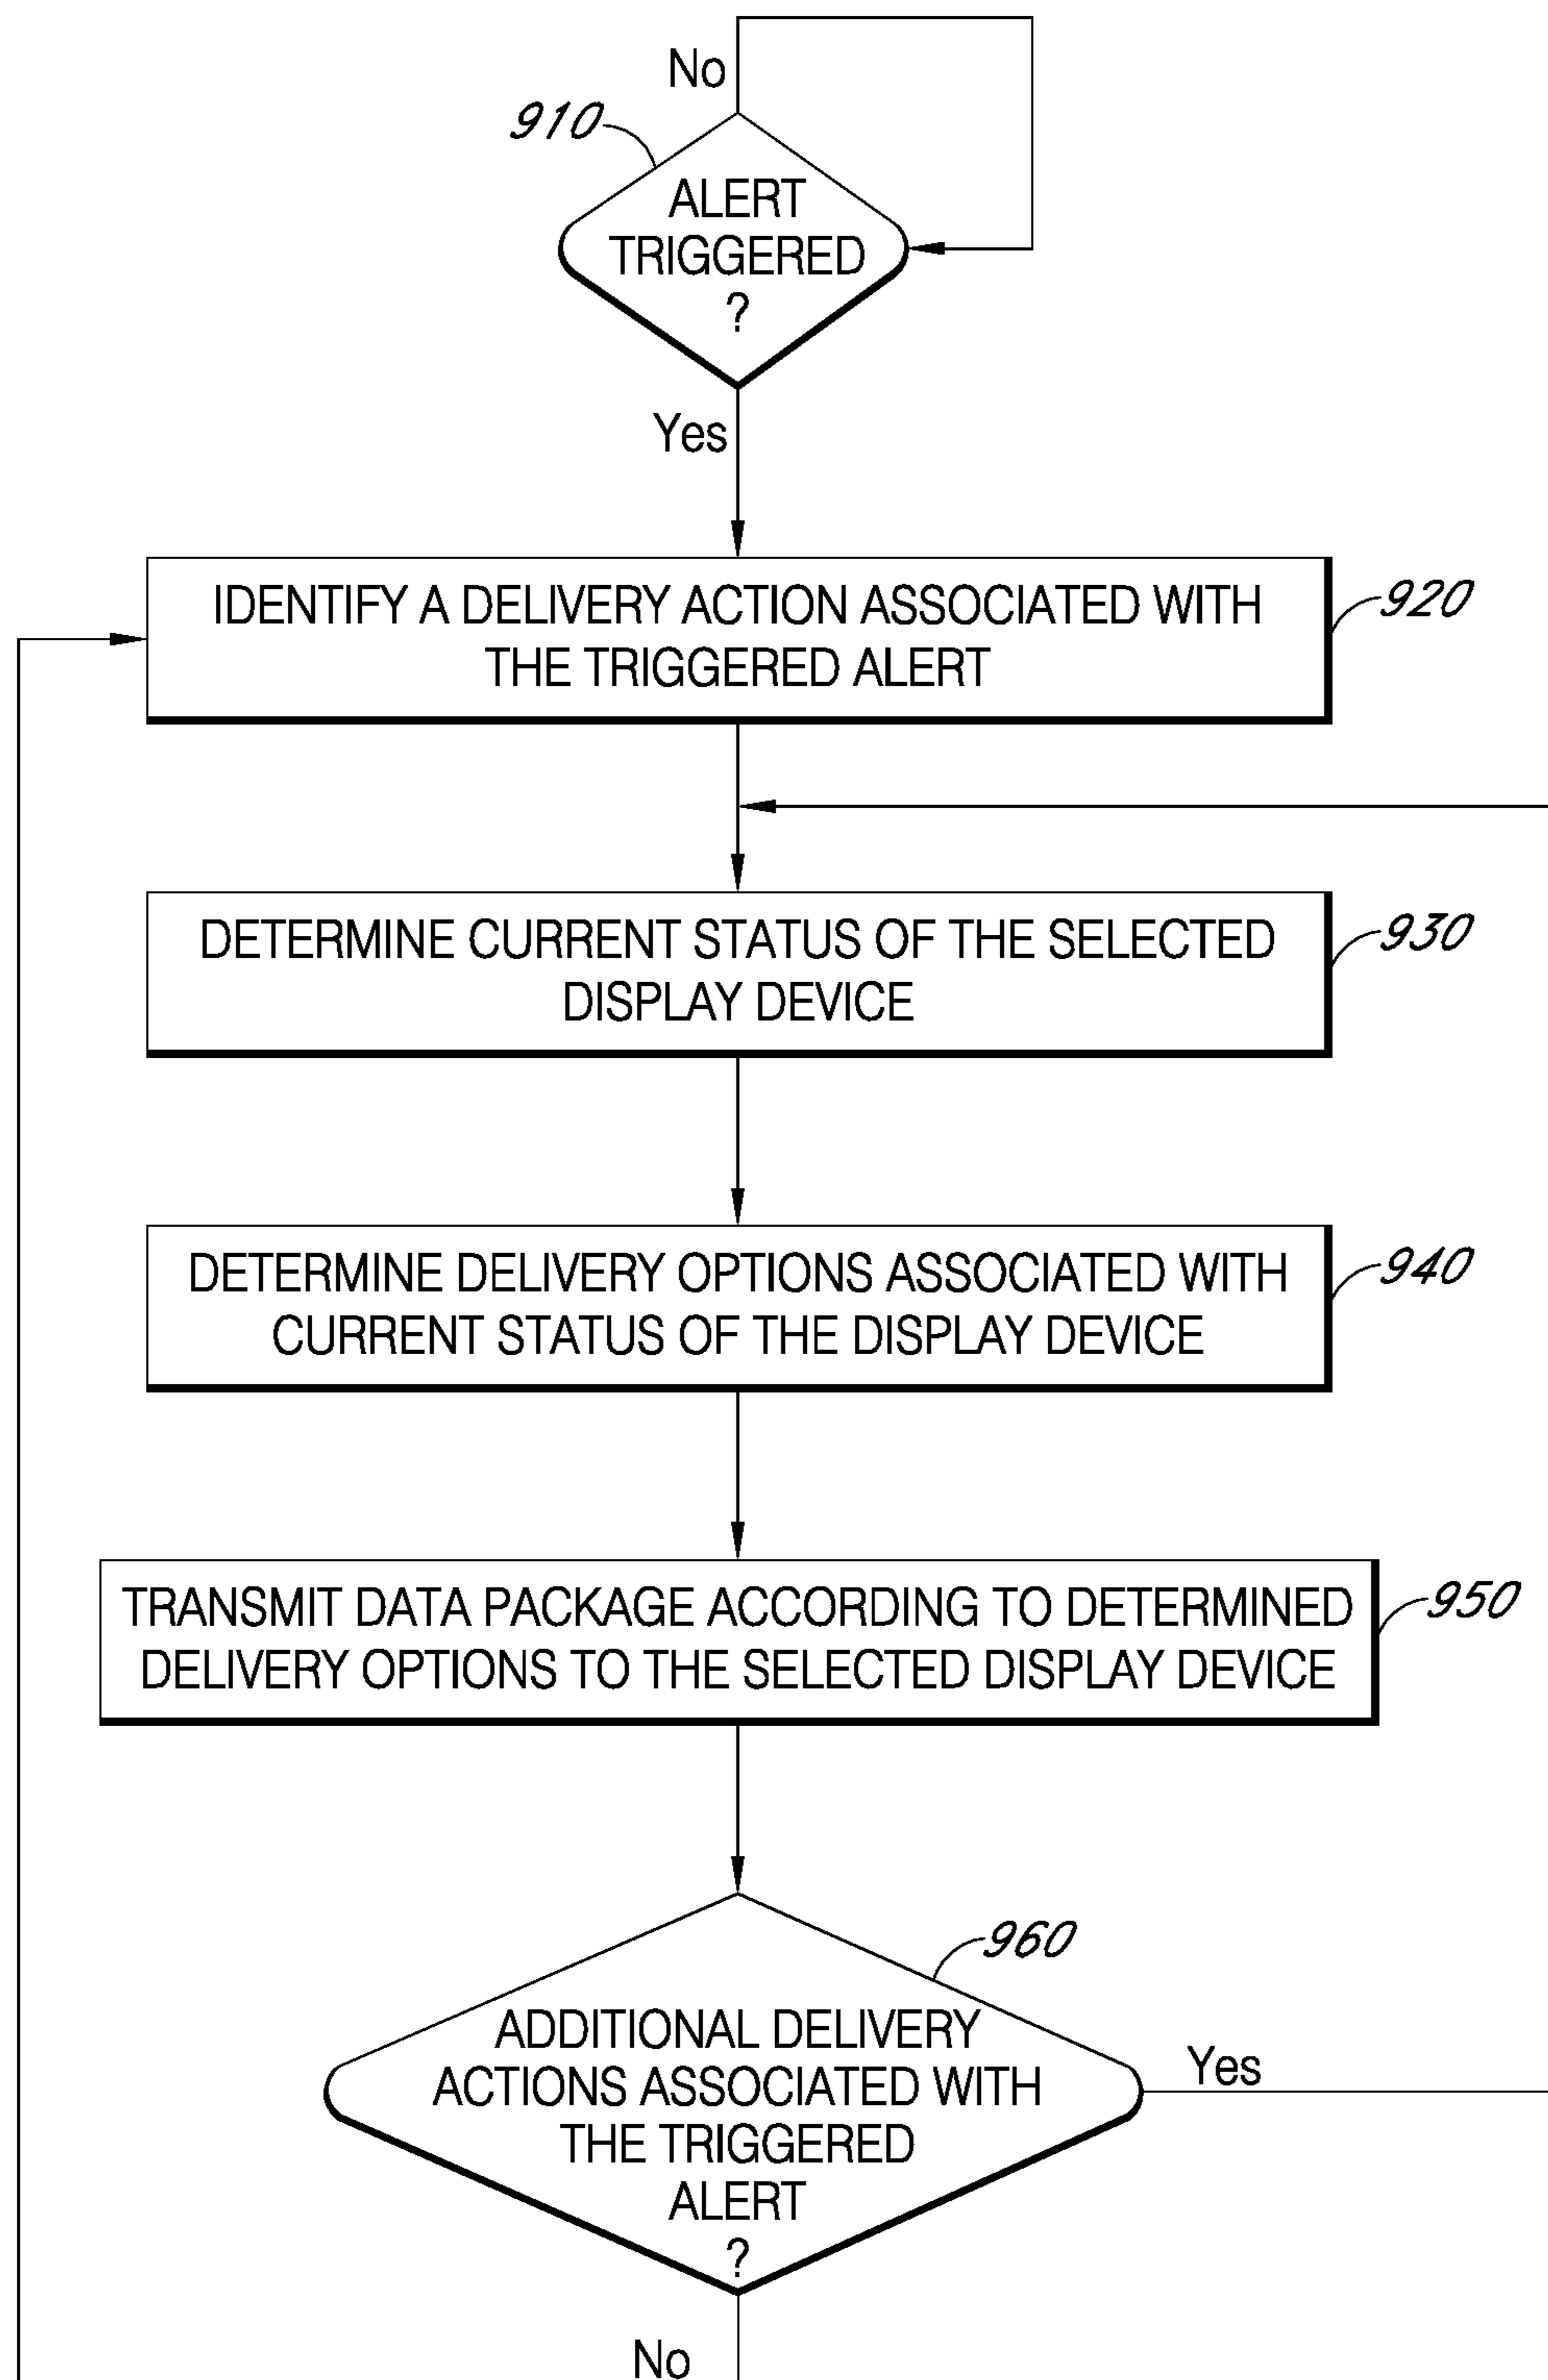 No
910
ALERT
TRIGGERED
?
Yes
IDENTIFY A DELIVERY ACTION ASSOCIATED WITH
THE TRIGGERED ALERT
920
DETERMINE CURRENT STATUS OF THE SELECTED
DISPLAY DEVICE
930
DETERMINE DELIVERY OPTIONS ASSOCIATED WITH
CURRENT STATUS OF THE DISPLAY DEVICE
940
TRANSMIT DATA PACKAGE ACCORDING TO DETERMINED
DELIVERY OPTIONS TO THE SELECTED DISPLAY DEVICE
950
960
ADDITIONAL DELIVERY
ACTIONS ASSOCIATED WITH
THE TRIGGERED
ALERT
?
Yes
No